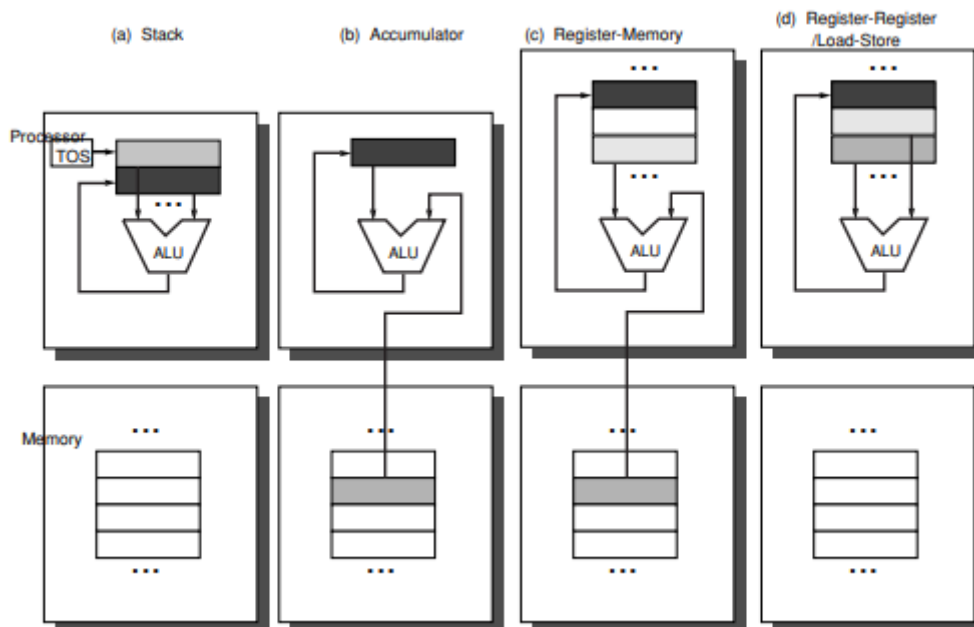 (a) Stack
(b) Accumulator
(c) Register-Memory
(d) Register-Register
/Load-Store
Processor
TOS
...
...
...
...
...
ALU
ALU
ALU
ALU
Memory
...
...
...
...
...
...
...
...